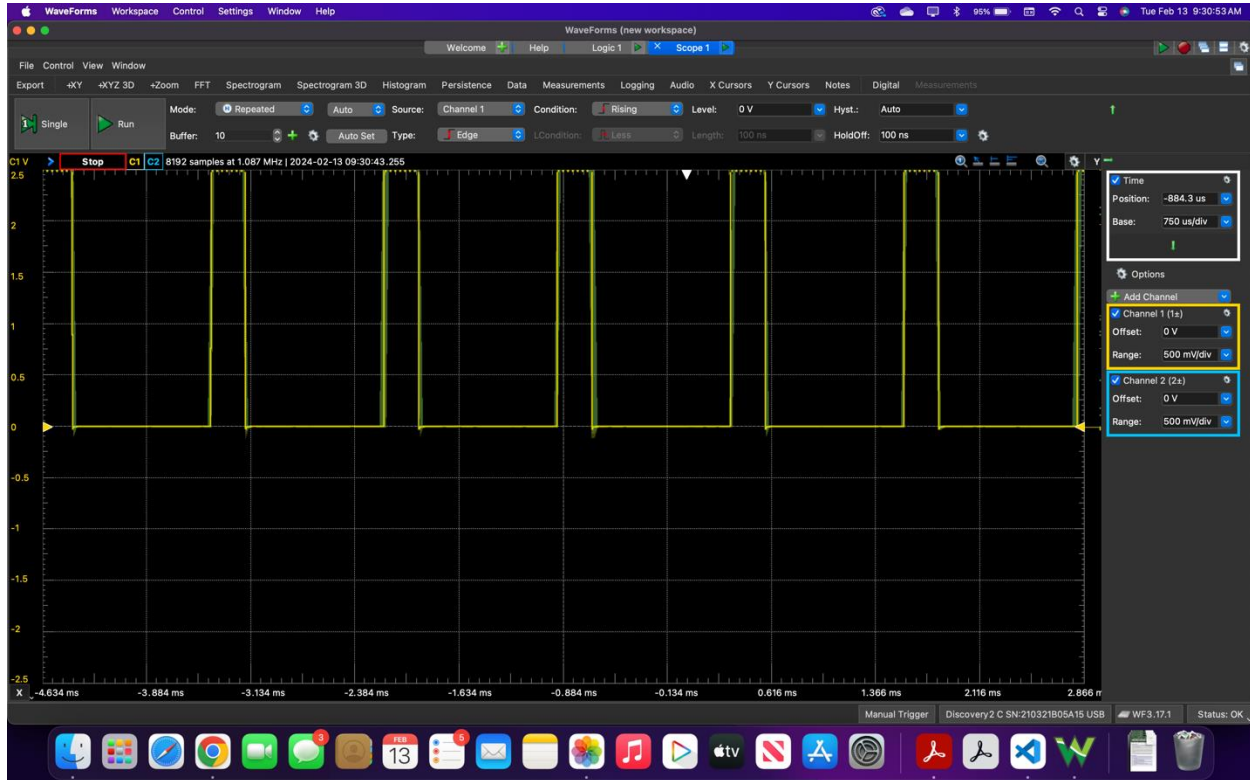 WaveForms Workspace Control Settings Window Help 95% Tue Feb 13 9:30:53 AM
WaveForms (new workspace)
Welcome Help Logic 1 Scope 1
File Control View Window
Export +XY +XYZ 3D +Zoom FFT Spectrogram Spectrogram 3D Histogram Persistence Data Measurements Logging Audio X Cursors Y Cursors Notes Digital Measurements
Single Run Mode: Repeated Auto Source: Channel 1 Condition: Rising Level: 0 V Hyst.: Auto
Buffer: 10 Auto Set Type: Edge LCondition: Less Length: 100 ns HoldOff: 100 ns
C1 V Stop C1 C2 8192 samples at 1.087 MHz | 2024-02-13 09:30:43.255 Y
2.5
2
1.5
1
0.5
0
-0.5
-1
-1.5
-2
-2.5
X -4.634 ms -3.884 ms -3.134 ms -2.384 ms -1.634 ms -0.884 ms -0.134 ms 0.616 ms 1.366 ms 2.116 ms 2.866 m
Time
Position: -884.3 us
Base: 750 us/div
Options
Add Channel
Channel 1 (1±)
Offset: 0 V
Range: 500 mV/div
Channel 2 (2±)
Offset: 0 V
Range: 500 mV/div
Manual Trigger Discovery2 C SN:210321B05A15 USB WF3.17.1 Status: OK
3 FEB 13 5 tv